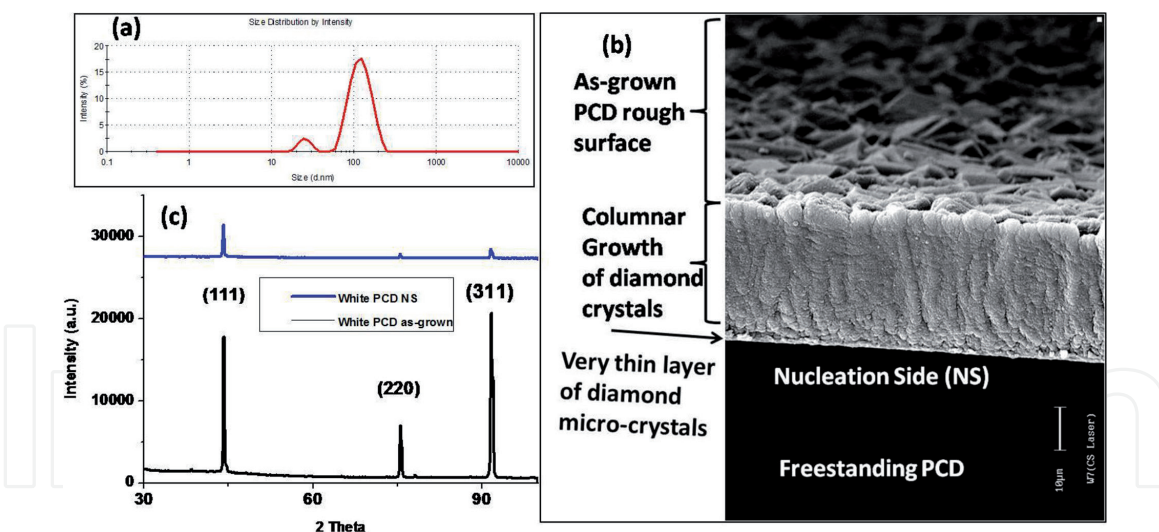 (a)
Size Distribution by Intensity
Intensity (%)
20
15
10
5
0
0.1 1 10 100 1000 10000
Size (d.nm)
(b)
As-grown
PCD rough
surface
Columnar
Growth
of diamond
crystals
Very thin layer
of diamond
micro-crystals
Nucleation Side (NS)
Freestanding PCD
10µm
W7(CS Laser)
(c)
Intensity (a.u.)
30000
20000
10000
0
(111)
(220)
(311)
White PCD NS
White PCD as-grown
30 60 90
2 Theta